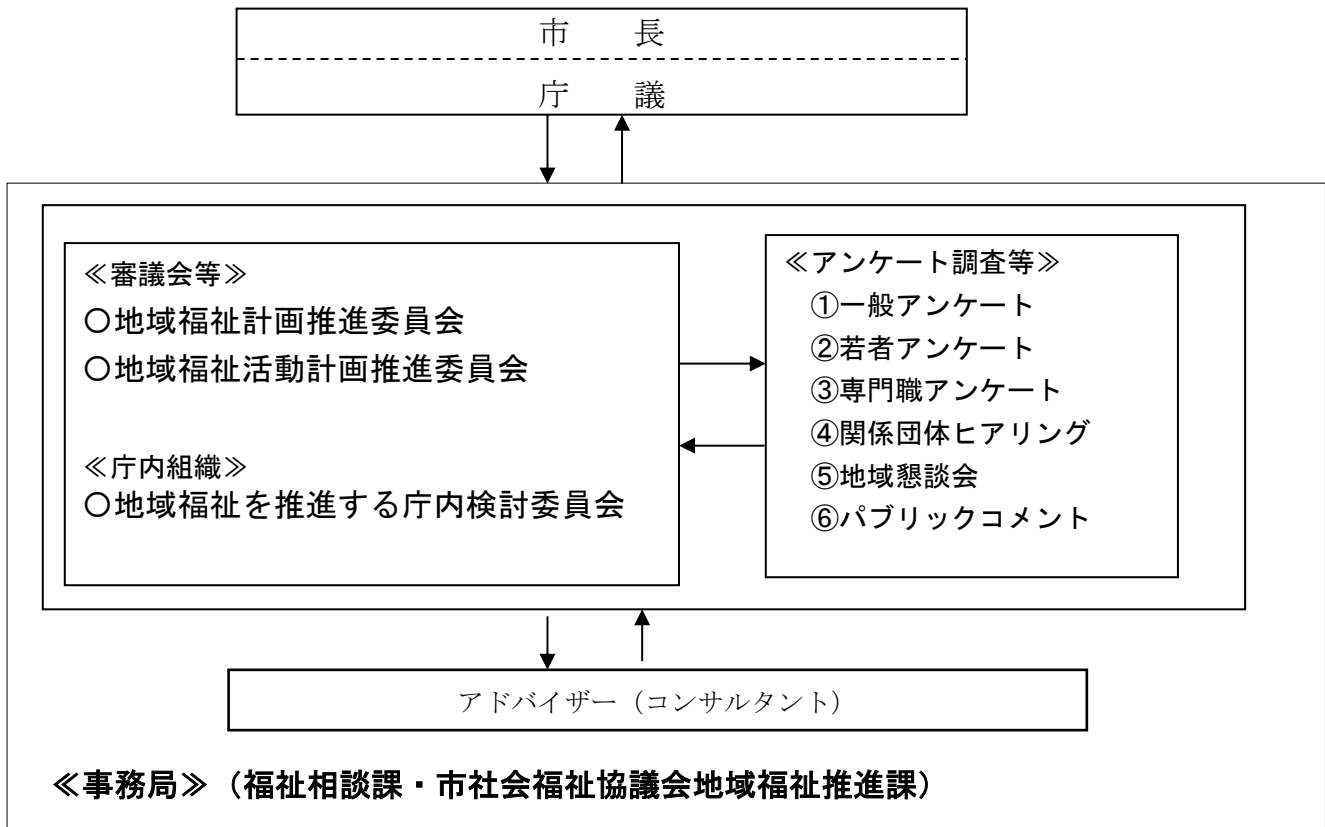 市　　長
庁　　議
≪審議会等≫
〇地域福祉計画推進委員会
〇地域福祉活動計画推進委員会
≪庁内組織≫
〇地域福祉を推進する庁内検討委員会
≪アンケート調査等≫
①一般アンケート
②若者アンケート
③専門職アンケート
④関係団体ヒアリング
⑤地域懇談会
⑥パブリックコメント
アドバイザー（コンサルタント）
≪事務局≫（福祉相談課・市社会福祉協議会地域福祉推進課）